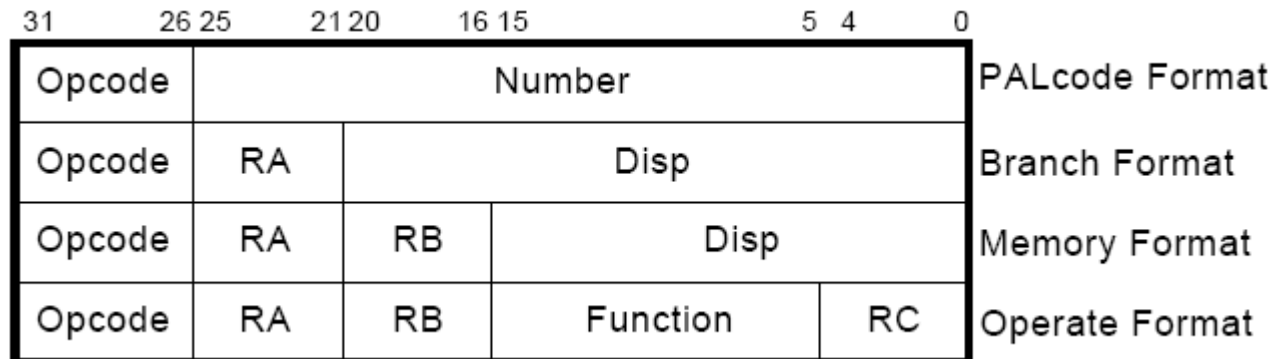 31 26 25 21 20 16 15 5 4 0
Opcode Number PALcode Format
Opcode RA Disp Branch Format
Opcode RA RB Disp Memory Format
Opcode RA RB Function RC Operate Format